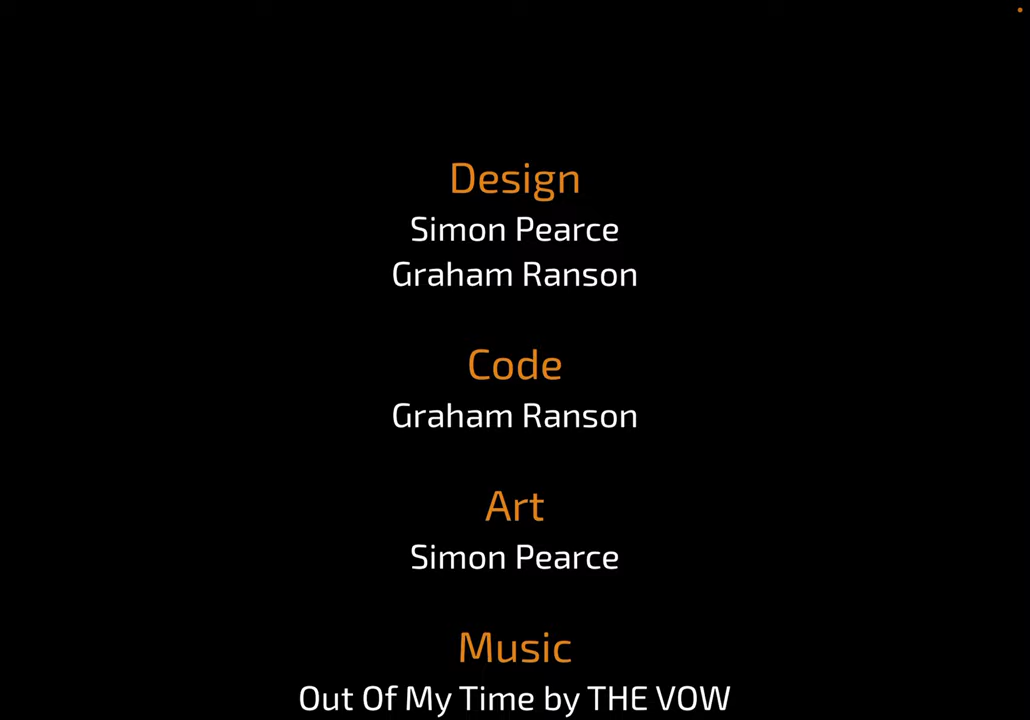 Design
Simon Pearce
Graham Ranson
Code
Graham Ranson
Art
Simon Pearce
Music
Out Of My Time by THE VOW